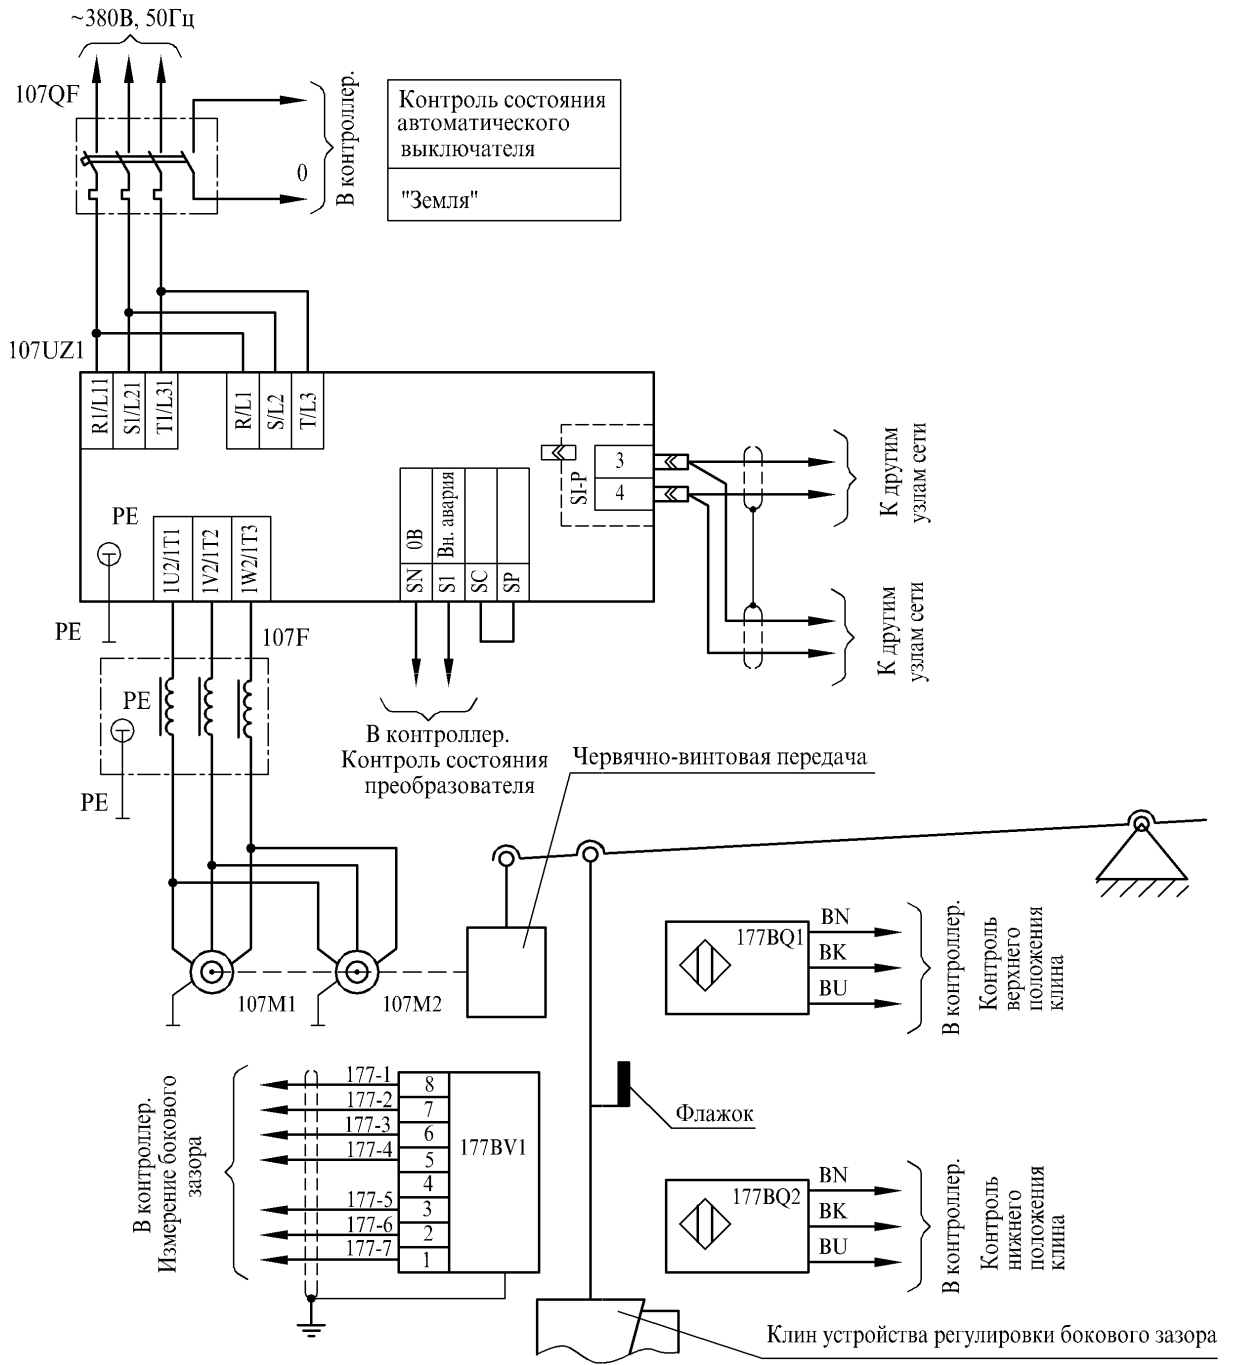 ~380В, 50Гц
107QF
0
В контроллер.
Контроль состояния
автоматического
выключателя
"Земля"
107UZ1
R1/L11
S1/L21
T1/L31
R/L1
S/L2
T/L3
3
4
SI-P
К другим
узлам сети
К другим
узлам сети
PE
PE
1U2/1T1
1V2/1T2
1W2/1T3
0В
Вн. авария
SN
S1
SC
SP
107F
PE
PE
В контроллер.
Контроль состояния
преобразователя
Червячно-винтовая передача
107M1
107M2
177BQ1
BN
BK
BU
В контроллер.
Контроль
верхнего
положения
клина
В контроллер.
Измерение бокового
зазора
177-1
177-2
177-3
177-4
177-5
177-6
177-7
8
7
6
5
4
3
2
1
177BV1
Флажок
177BQ2
BN
BK
BU
В контроллер.
Контроль
нижнего
положения
клина
Клин устройства регулировки бокового зазора